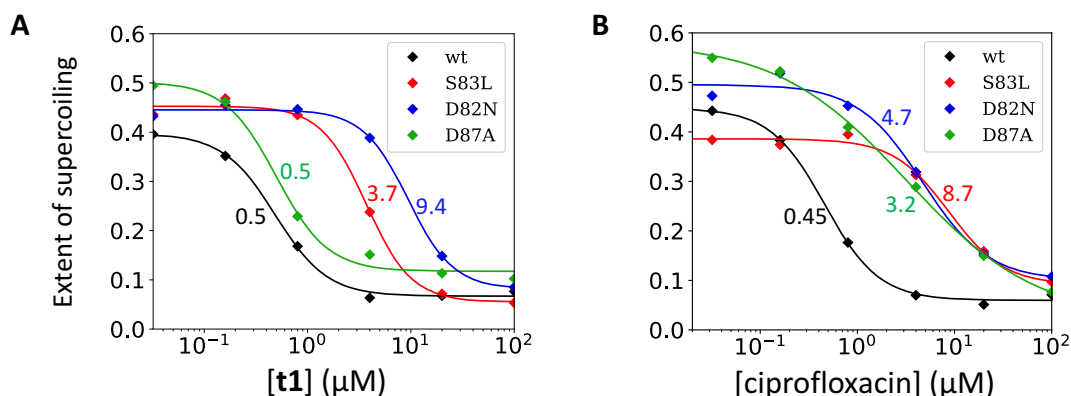 A
Extent of supercoiling
0.6
0.5
0.4
0.3
0.2
0.1
0.0
wt
S83L
D82N
D87A
0.5
0.5
3.7
9.4
10⁻¹
10⁰
10¹
10²
[t1] (μM)
B
0.6
0.5
0.4
0.3
0.2
0.1
0.0
wt
S83L
D82N
D87A
4.7
8.7
3.2
0.45
10⁻¹
10⁰
10¹
10²
[ciprofloxacin] (μM)